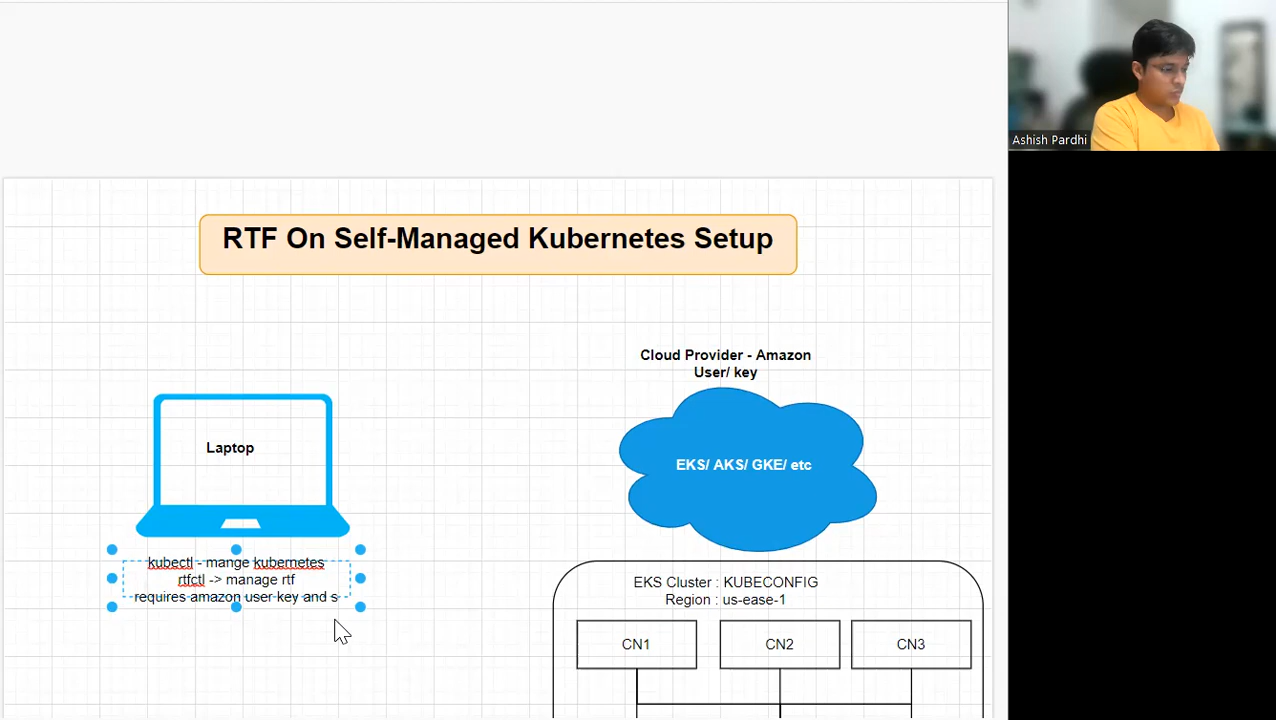 Ashish Pardhi
RTF On Self-Managed Kubernetes Setup
Cloud Provider - Amazon
User/ key
Laptop
EKS/ AKS/ GKE/ etc
kubectl - mange kubernetes
rtfctl -> manage rtf
requires amazon user key and s
EKS Cluster : KUBECONFIG
Region : us-ease-1
CN1
CN2
CN3